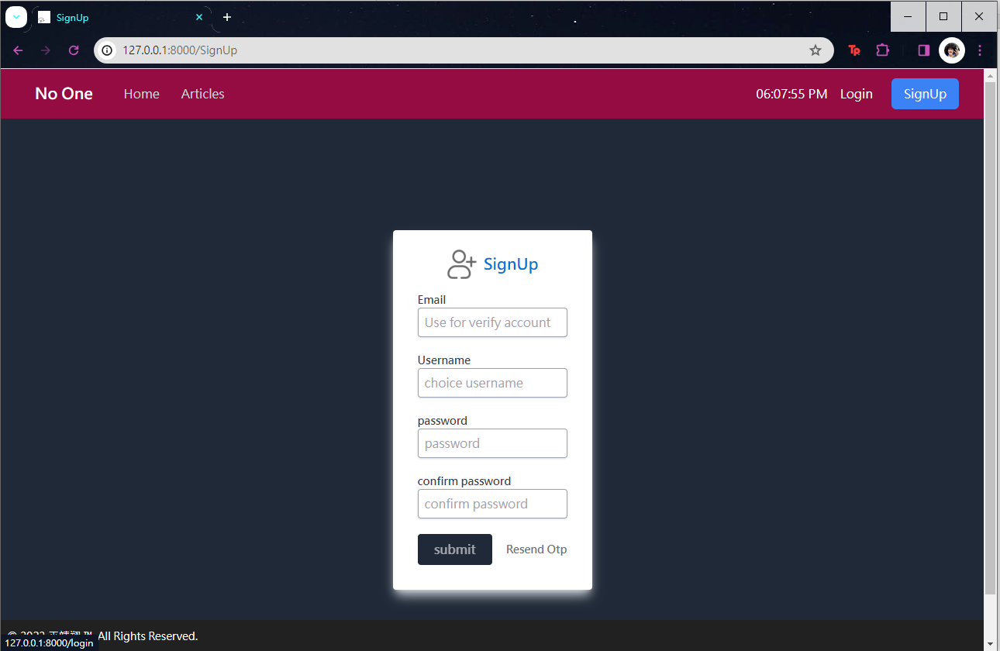 SignUp
127.0.0.1:8000/SignUp
No One Home Articles 06:07:55 PM Login SignUp
SignUp
Email
Use for verify account
Username
choice username
password
password
confirm password
confirm password
submit Resend Otp
All Rights Reserved.
127.0.0.1:8000/login